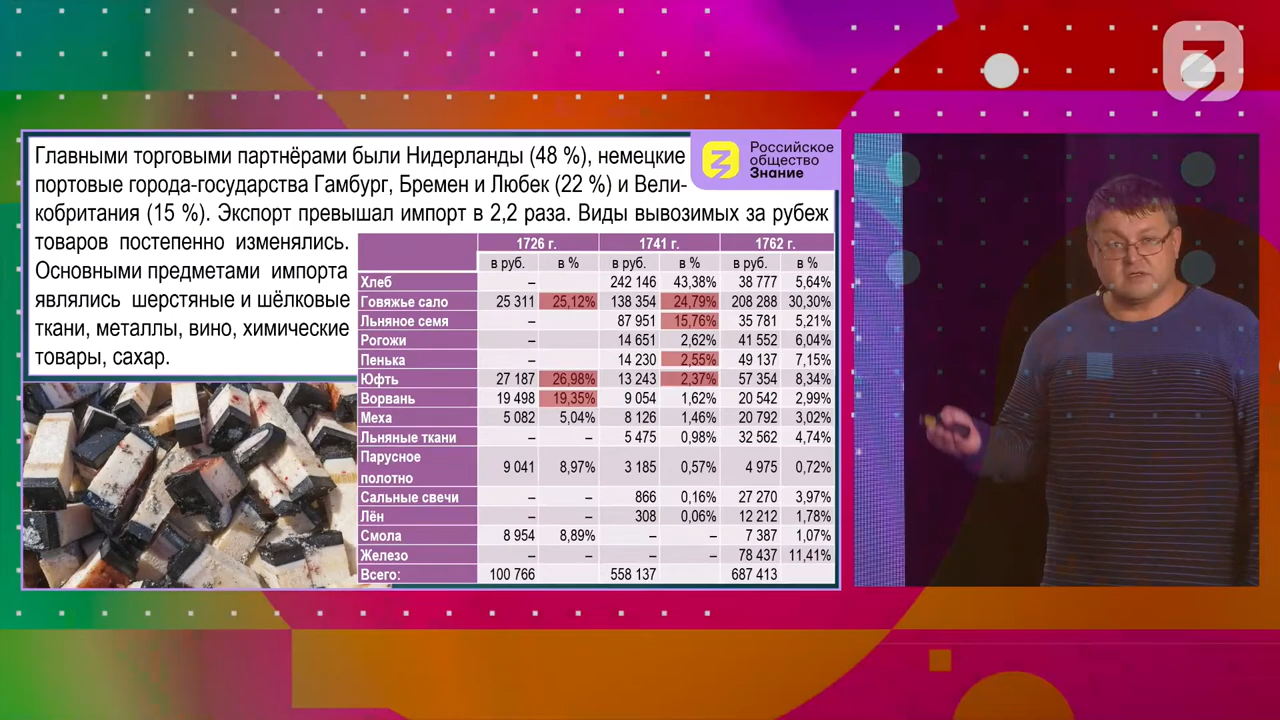 Главными торговыми партнёрами были Нидерланды (48 %), немецкие
портовые города-государства Гамбург, Бремен и Любек (22 %) и Вели-
кобритания (15 %). Экспорт превышал импорт в 2,2 раза. Виды вывозимых за рубеж
товаров постепенно изменялись.
Основными предметами импорта
являлись шерстяные и шёлковые
ткани, металлы, вино, химические
товары, сахар.
Российское
общество
Знание
1726 г. 1741 г. 1762 г.
в руб. в % в руб. в % в руб. в %
Хлеб – 242 146 43,38% 38 777 5,64%
Говяжье сало 25 311 25,12% 138 354 24,79% 208 288 30,30%
Льняное семя – 87 951 15,76% 35 781 5,21%
Рогожи – 14 651 2,62% 41 552 6,04%
Пенька – 14 230 2,55% 49 137 7,15%
Юфть 27 187 26,98% 13 243 2,37% 57 354 8,34%
Ворвань 19 498 19,35% 9 054 1,62% 20 542 2,99%
Меха 5 082 5,04% 8 126 1,46% 20 792 3,02%
Льняные ткани – – 5 475 0,98% 32 562 4,74%
Парусное
полотно 9 041 8,97% 3 185 0,57% 4 975 0,72%
Сальные свечи – – 866 0,16% 27 270 3,97%
Лён – – 308 0,06% 12 212 1,78%
Смола 8 954 8,89% – – 7 387 1,07%
Железо – – – – 78 437 11,41%
Всего: 100 766 558 137 687 413